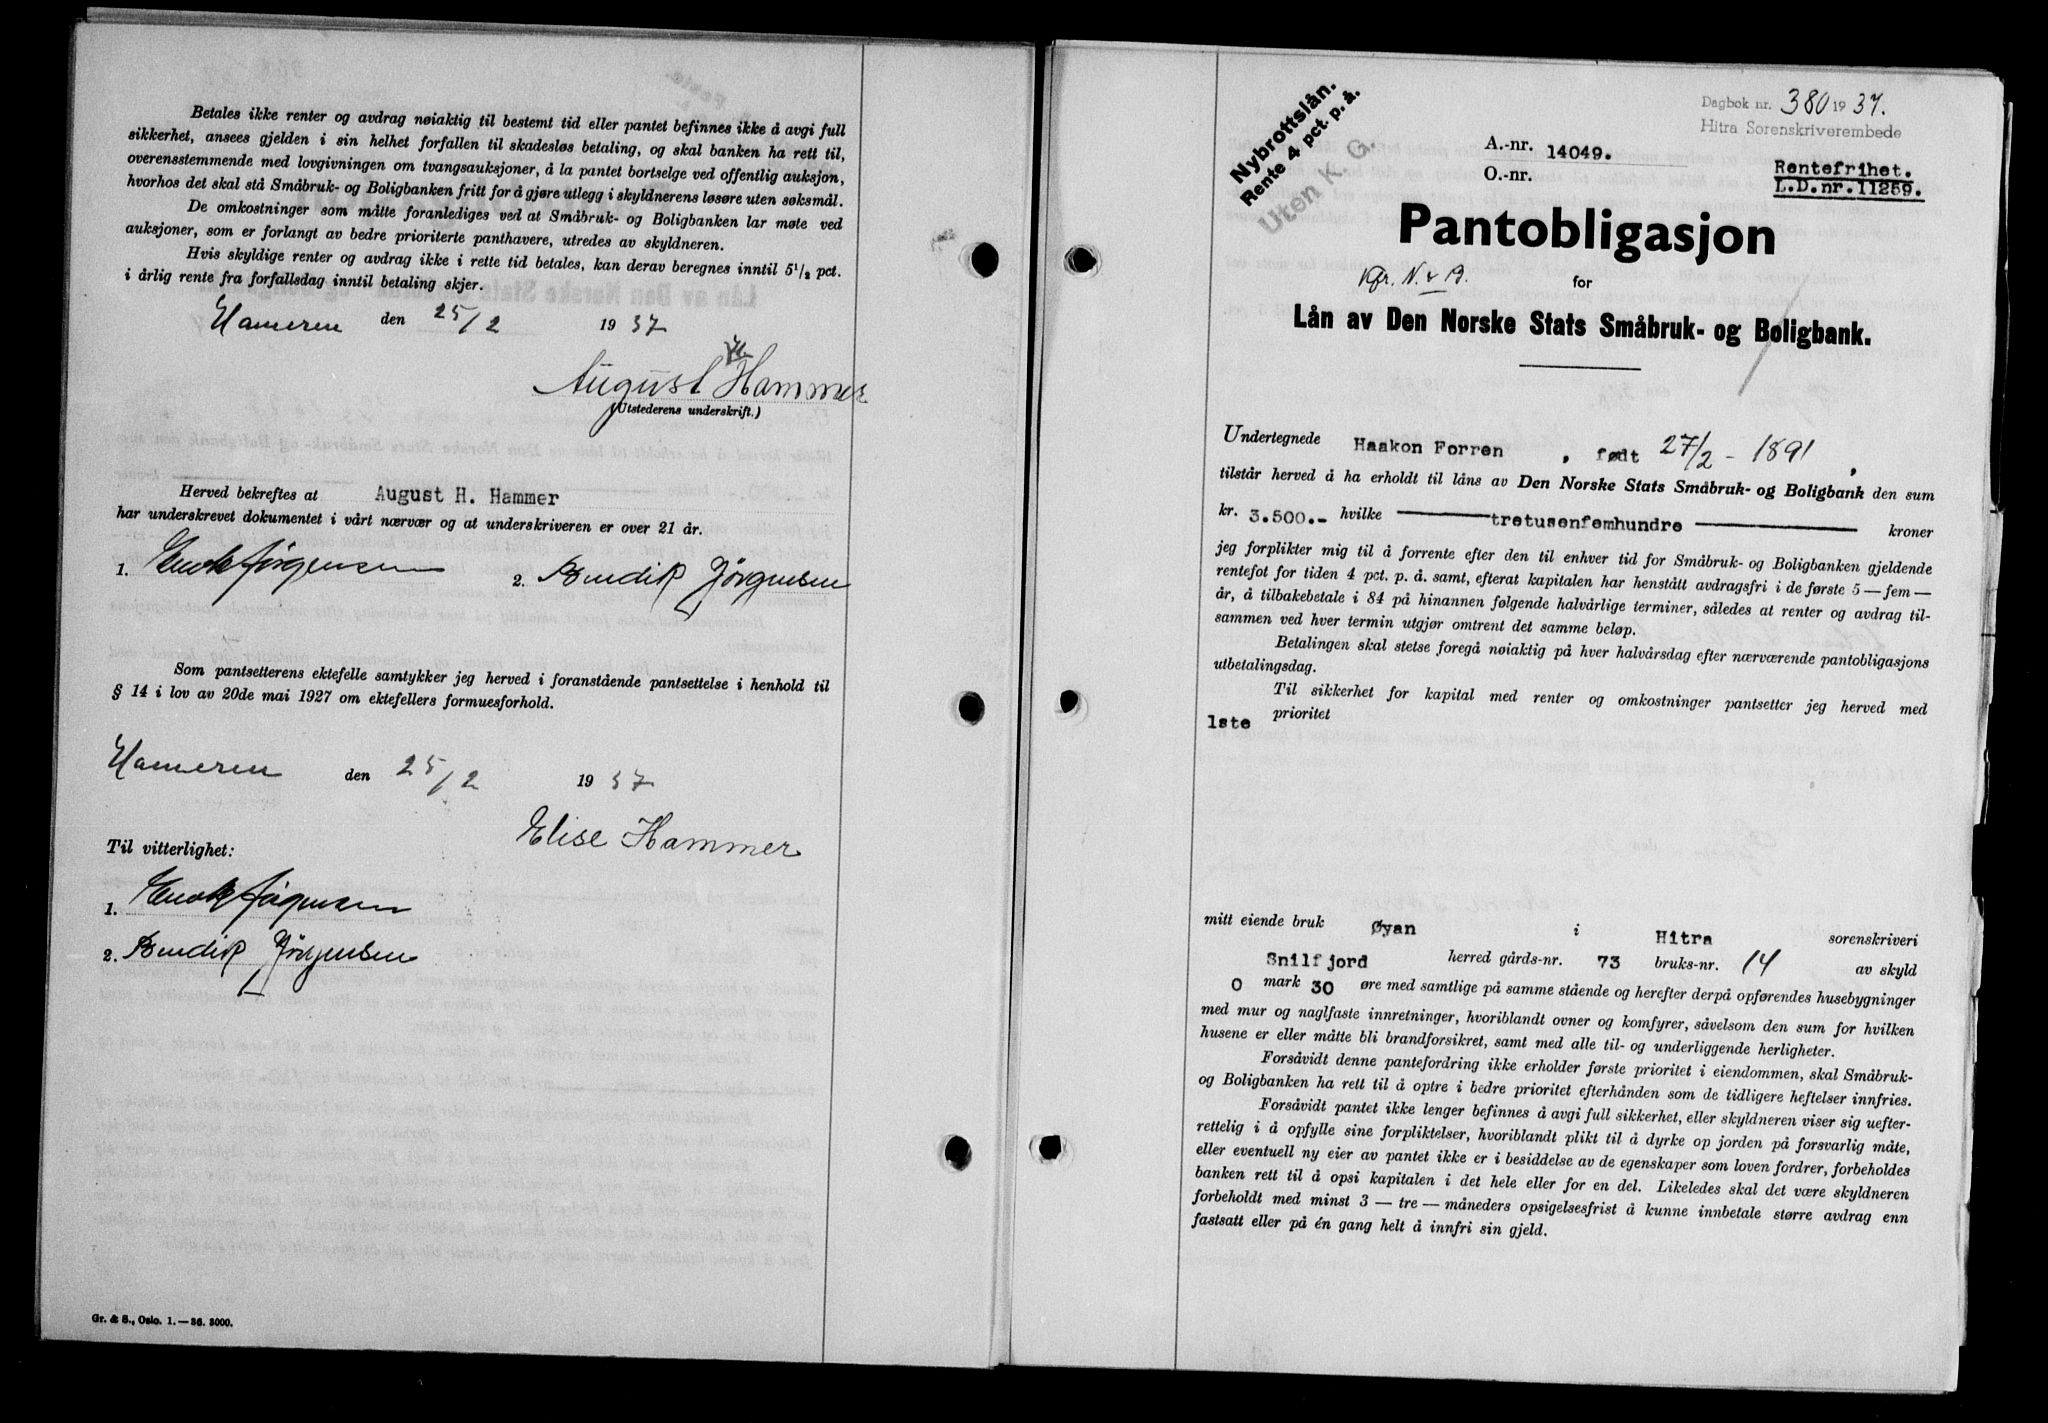 Betales ikke renter og avdrag nøiaktig til bestemt tid eller pantet befinnes ikke å avgi full
sikkerhet, ansees gjelden i sin helhet forfallen til skadesløs betaling, og skal banken ha rett til,
overensstemmende med lovgivningen om tvangsauksjoner, å la pantet bortselge ved offentlig auksjon,
hvorhos det skal stå Småbruk- og Boligbanken fritt for å gjøre utlegg i skyldnerens løsøre uten søksmål.
De omkostninger som måtte foranlediges ved at Småbruk- og Boligbanken lar møte ved
auksjoner, som er forlangt av bedre prioriterte panthavere, utredes av skyldneren.
Hvis skyldige renter og avdrag ikke i rette tid betales, kan derav beregnes inntil 5½ pct.
i årlig rente fra forfallsdag inntil betaling skjer.
Hameren den 25/2 1937
August H. Hammer
(Utstederens underskrift.)
Herved bekreftes at August H. Hammer
har underskrevet dokumentet i vårt nærvær og at underskriveren er over 21 år.
1. Enok Jørgensen 2. Bendik Jørgensen
Som pantsetterens ektefelle samtykker jeg herved i foranstående pantsettelse i henhold til
§ 14 i lov av 20de mai 1927 om ektefellers formuesforhold.
Hameren den 25/2 1937
Elise Hammer
Til vitterlighet:
1. Enok Jørgensen
2. Bendik Jørgensen
Gr. & S., Oslo. 1.—36. 3000.
Nybrottslån.
Rente 4 pct. p. å.
Uten K. G.
Dagbok nr. 380 1937.
Hitra Sorenskriverembede
A.-nr. 14049.
O.-nr.
Rentefrihet.
L.D.nr.11259.
Pantobligasjon
Kfr. N. & B.
for
Lån av Den Norske Stats Småbruk- og Boligbank.
Undertegnede Haakon Forren , født 27/2 - 1891 ,
tilstår herved å ha erholdt til låns av Den Norske Stats Småbruk- og Boligbank den sum
kr. 3.500.- hvilke tretusenfemhundre kroner
jeg forplikter mig til å forrente efter den til enhver tid for Småbruk- og Boligbanken gjeldende
rentefot for tiden 4 pct. p. å. samt, efterat kapitalen har henstått avdragsfri i de første 5 — fem —
år, å tilbakebetale i 84 på hinannen følgende halvårlige terminer, således at renter og avdrag til-
sammen ved hver termin utgjør omtrent det samme beløp.
Betalingen skal stetse foregå nøiaktig på hver halvårsdag efter nærværende pantobligasjons
utbetalingsdag.
Til sikkerhet for kapital med renter og omkostninger pantsetter jeg herved med
1ste prioritet
mitt eiende bruk Øyan i Hitra sorenskriveri
Snilfjord herred gårds-nr. 73 bruks-nr. 14 av skyld
0 mark 30 øre med samtlige på samme stående og herefter derpå opførendes husebygninger
med mur og naglfaste innretninger, hvoriblandt ovner og komfyrer, såvelsom den sum for hvilken
husene er eller måtte bli brandforsikret, samt med alle til- og underliggende herligheter.
Forsåvidt denne pantefordring ikke erholder første prioritet i eiendommen, skal Småbruk-
og Boligbanken ha rett til å optre i bedre prioritet efterhånden som de tidligere heftelser innfries.
Forsåvidt pantet ikke lenger befinnes å avgi full sikkerhet, eller skyldneren viser sig uefter-
rettelig i å opfylle sine forpliktelser, hvoriblandt plikt til å dyrke op jorden på forsvarlig måte,
eller eventuell ny eier av pantet ikke er i besiddelse av de egenskaper som loven fordrer, forbeholdes
banken rett til å opsi kapitalen i det hele eller for en del. Likeledes skal det være skyldneren
forbeholdt med minst 3 — tre — måneders opsigelsesfrist å kunne innbetale større avdrag enn
fastsatt eller på én gang helt å innfri sin gjeld.